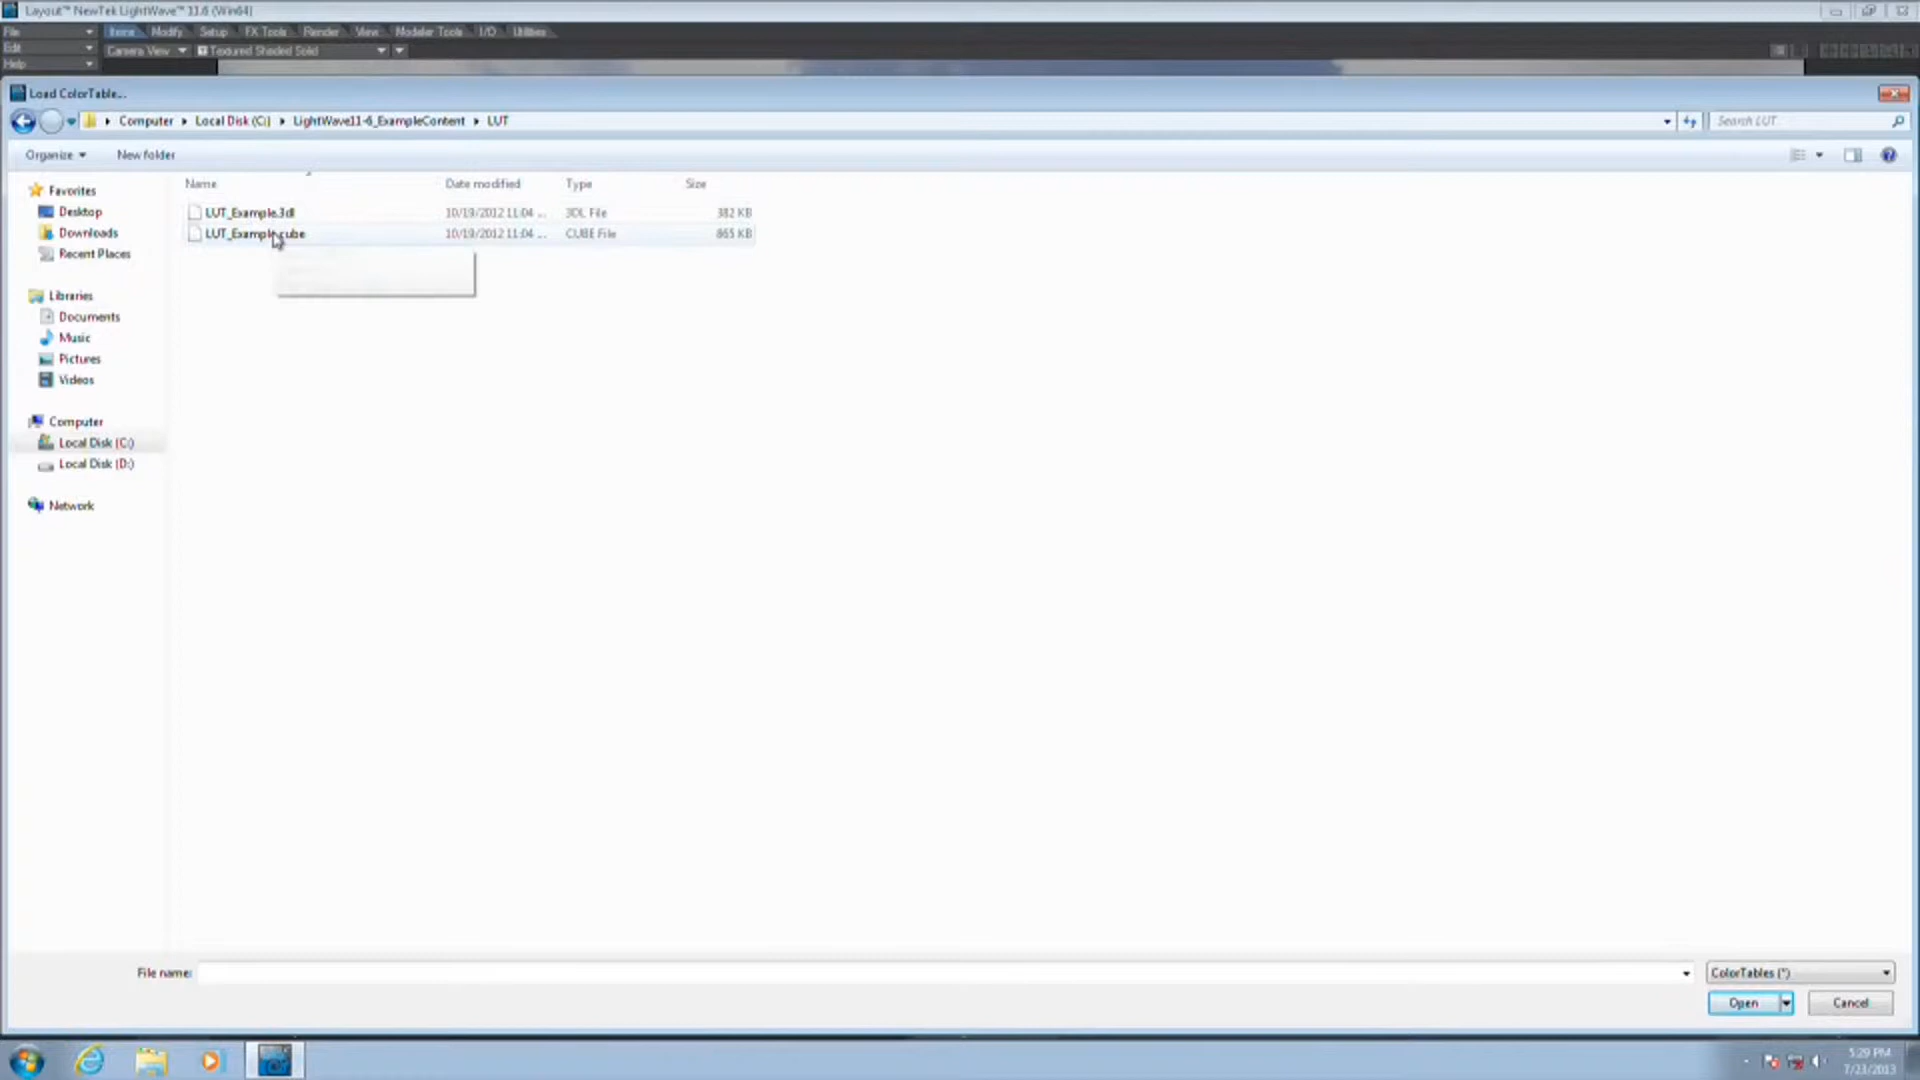 Layout™ NewTek LightWave™ 11.6 (Win64)
File Items Modify Setup FX Tools Render View Modeler Tools I/O Utilities
Edit Camera View Textured Shaded Solid
Help
Load ColorTable...
Computer Local Disk (C:) LightWave11-6_ExampleContent LUT Search LUT
Organize New folder
Name Date modified Type Size
LUT_Example.3dl 10/19/2012 11:04 ... 3DL File 382 KB
LUT_Example.cube 10/19/2012 11:04 ... CUBE File 865 KB
Favorites
Desktop
Downloads
Recent Places
Libraries
Documents
Music
Pictures
Videos
Computer
Local Disk (C:)
Local Disk (D:)
Network
File name: ColorTables (*)
Open Cancel
5:29 PM
7/23/2013